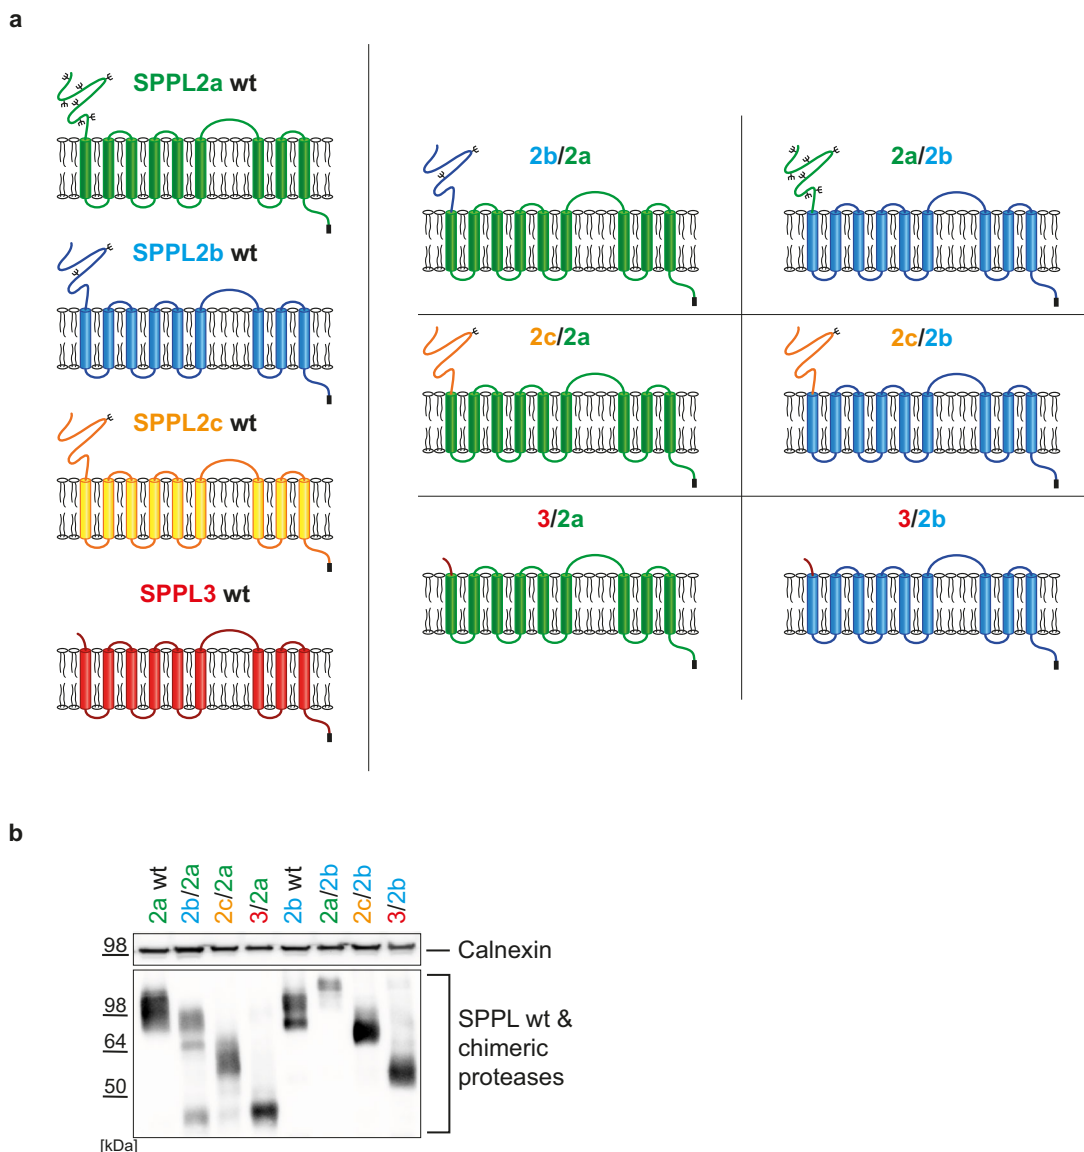 a
SPPL2a wt
SPPL2b wt
SPPL2c wt
SPPL3 wt
2b/2a
2a/2b
2c/2a
2c/2b
3/2a
3/2b
b
2a wt
2b/2a
2c/2a
3/2a
2b wt
2a/2b
2c/2b
3/2b
98
Calnexin
98
64
50
[kDa]
SPPL wt &
chimeric
proteases